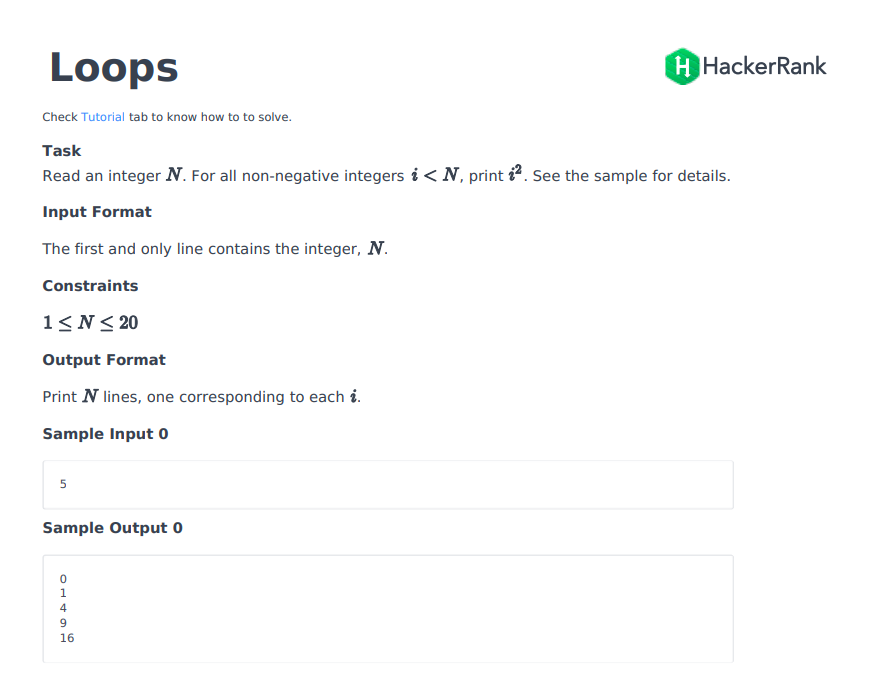 Loops
HackerRank
Check Tutorial tab to know how to to solve.
Task
Read an integer N. For all non-negative integers i < N, print i². See the sample for details.
Input Format
The first and only line contains the integer, N.
Constraints
1 ≤ N ≤ 20
Output Format
Print N lines, one corresponding to each i.
Sample Input 0
5
Sample Output 0
0
1
4
9
16